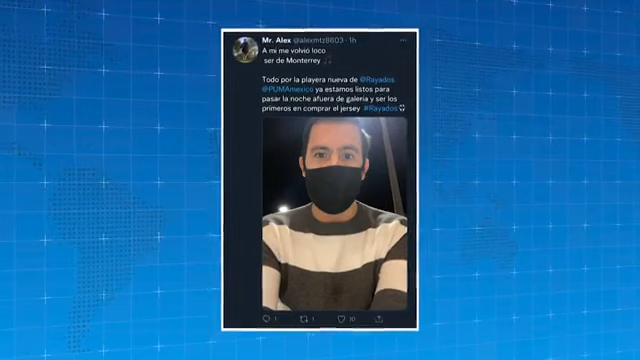 Mr. Alex @alexmtz8603 · 1h
A mi me volvió loco
ser de Monterrey 🎵
Todo por la playera nueva de @Rayados
@PUMAmexico ya estamos listos para
pasar la noche afuera de galeria y ser los
primeros en comprar el jersey #Rayados
1 1 10